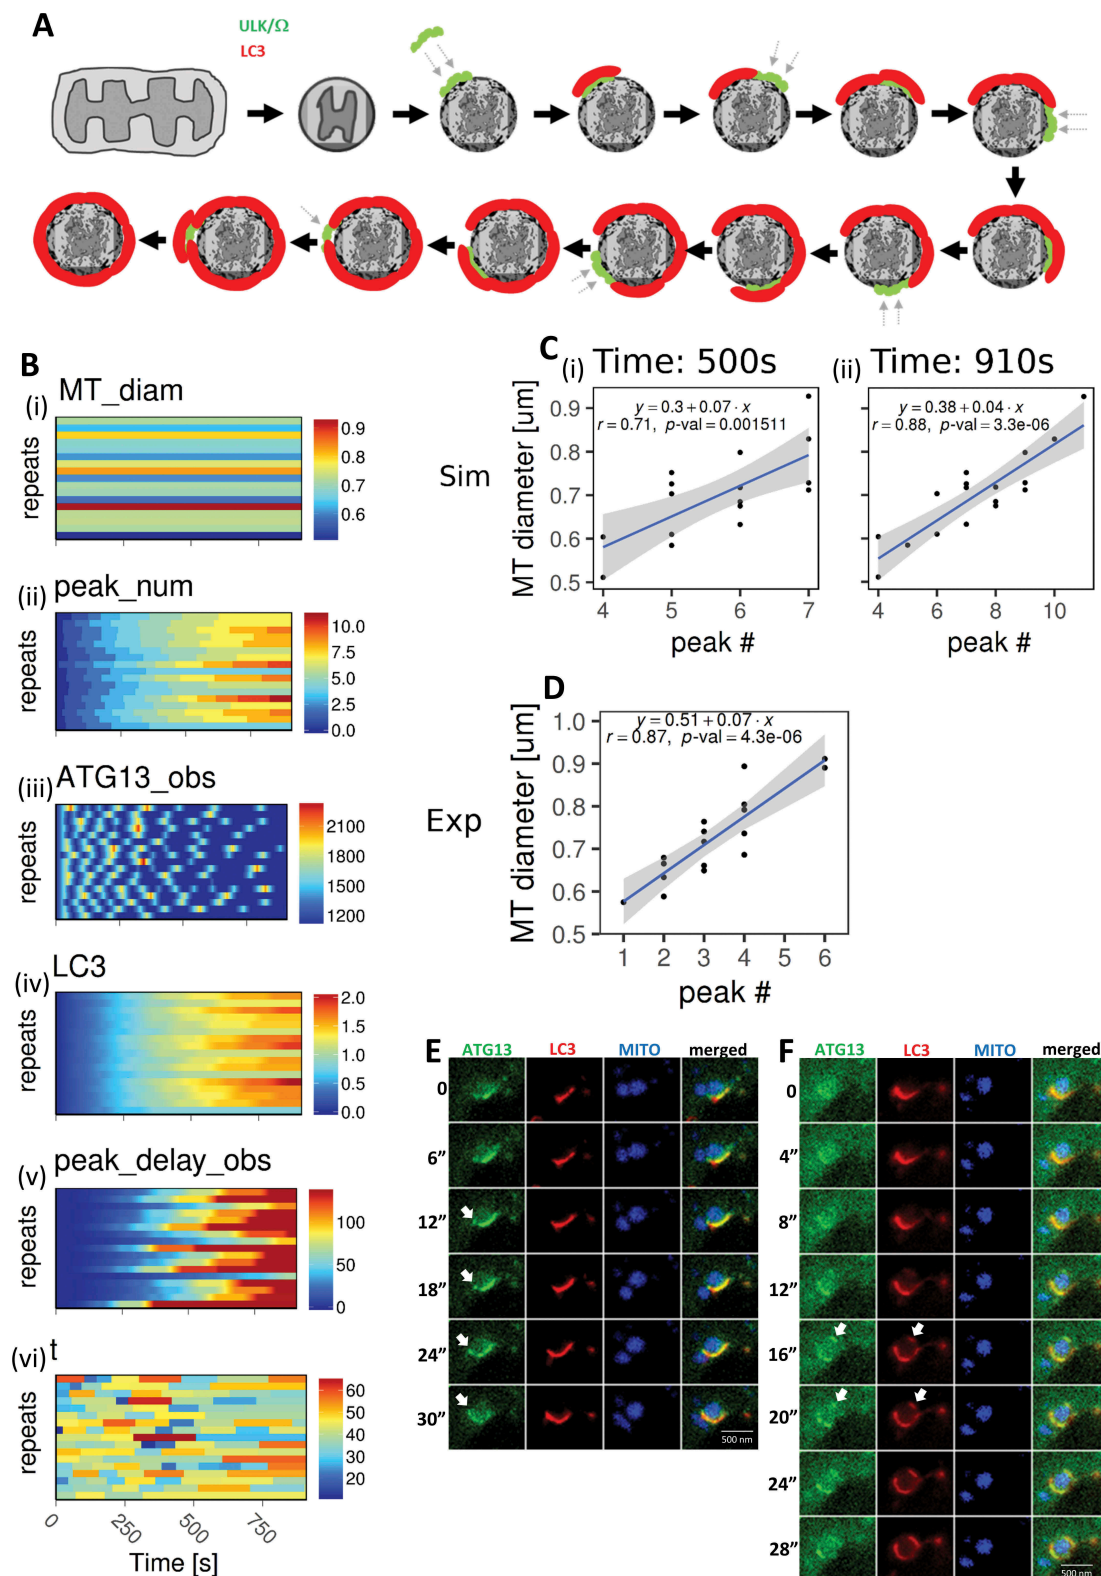 A
ULK/Ω
LC3
B
(i) MT_diam
repeats
0.9
0.8
0.7
0.6
(ii) peak_num
repeats
10.0
7.5
5.0
2.5
0.0
(iii) ATG13_obs
repeats
2100
1800
1500
1200
(iv) LC3
repeats
2.0
1.5
1.0
0.5
0.0
(v) peak_delay_obs
repeats
100
50
0
(vi) t
repeats
60
50
40
30
20
0 250 500 750
Time [s]
C
(i) Time: 500s
y = 0.3 + 0.07 · x
r = 0.71, p-val = 0.001511
Sim
MT diameter [um]
0.9
0.8
0.7
0.6
0.5
4 5 6 7
peak #
(ii) Time: 910s
y = 0.38 + 0.04 · x
r = 0.88, p-val = 3.3e-06
4 6 8 10
peak #
D
y = 0.51 + 0.07 · x
r = 0.87, p-val = 4.3e-06
Exp
MT diameter [um]
1.0
0.9
0.8
0.7
0.6
0.5
1 2 3 4 5 6
peak #
E
ATG13 LC3 MITO merged
0
6”
12”
18”
24”
30”
500 nm
F
ATG13 LC3 MITO merged
0
4”
8”
12”
16”
20”
24”
28”
500 nm